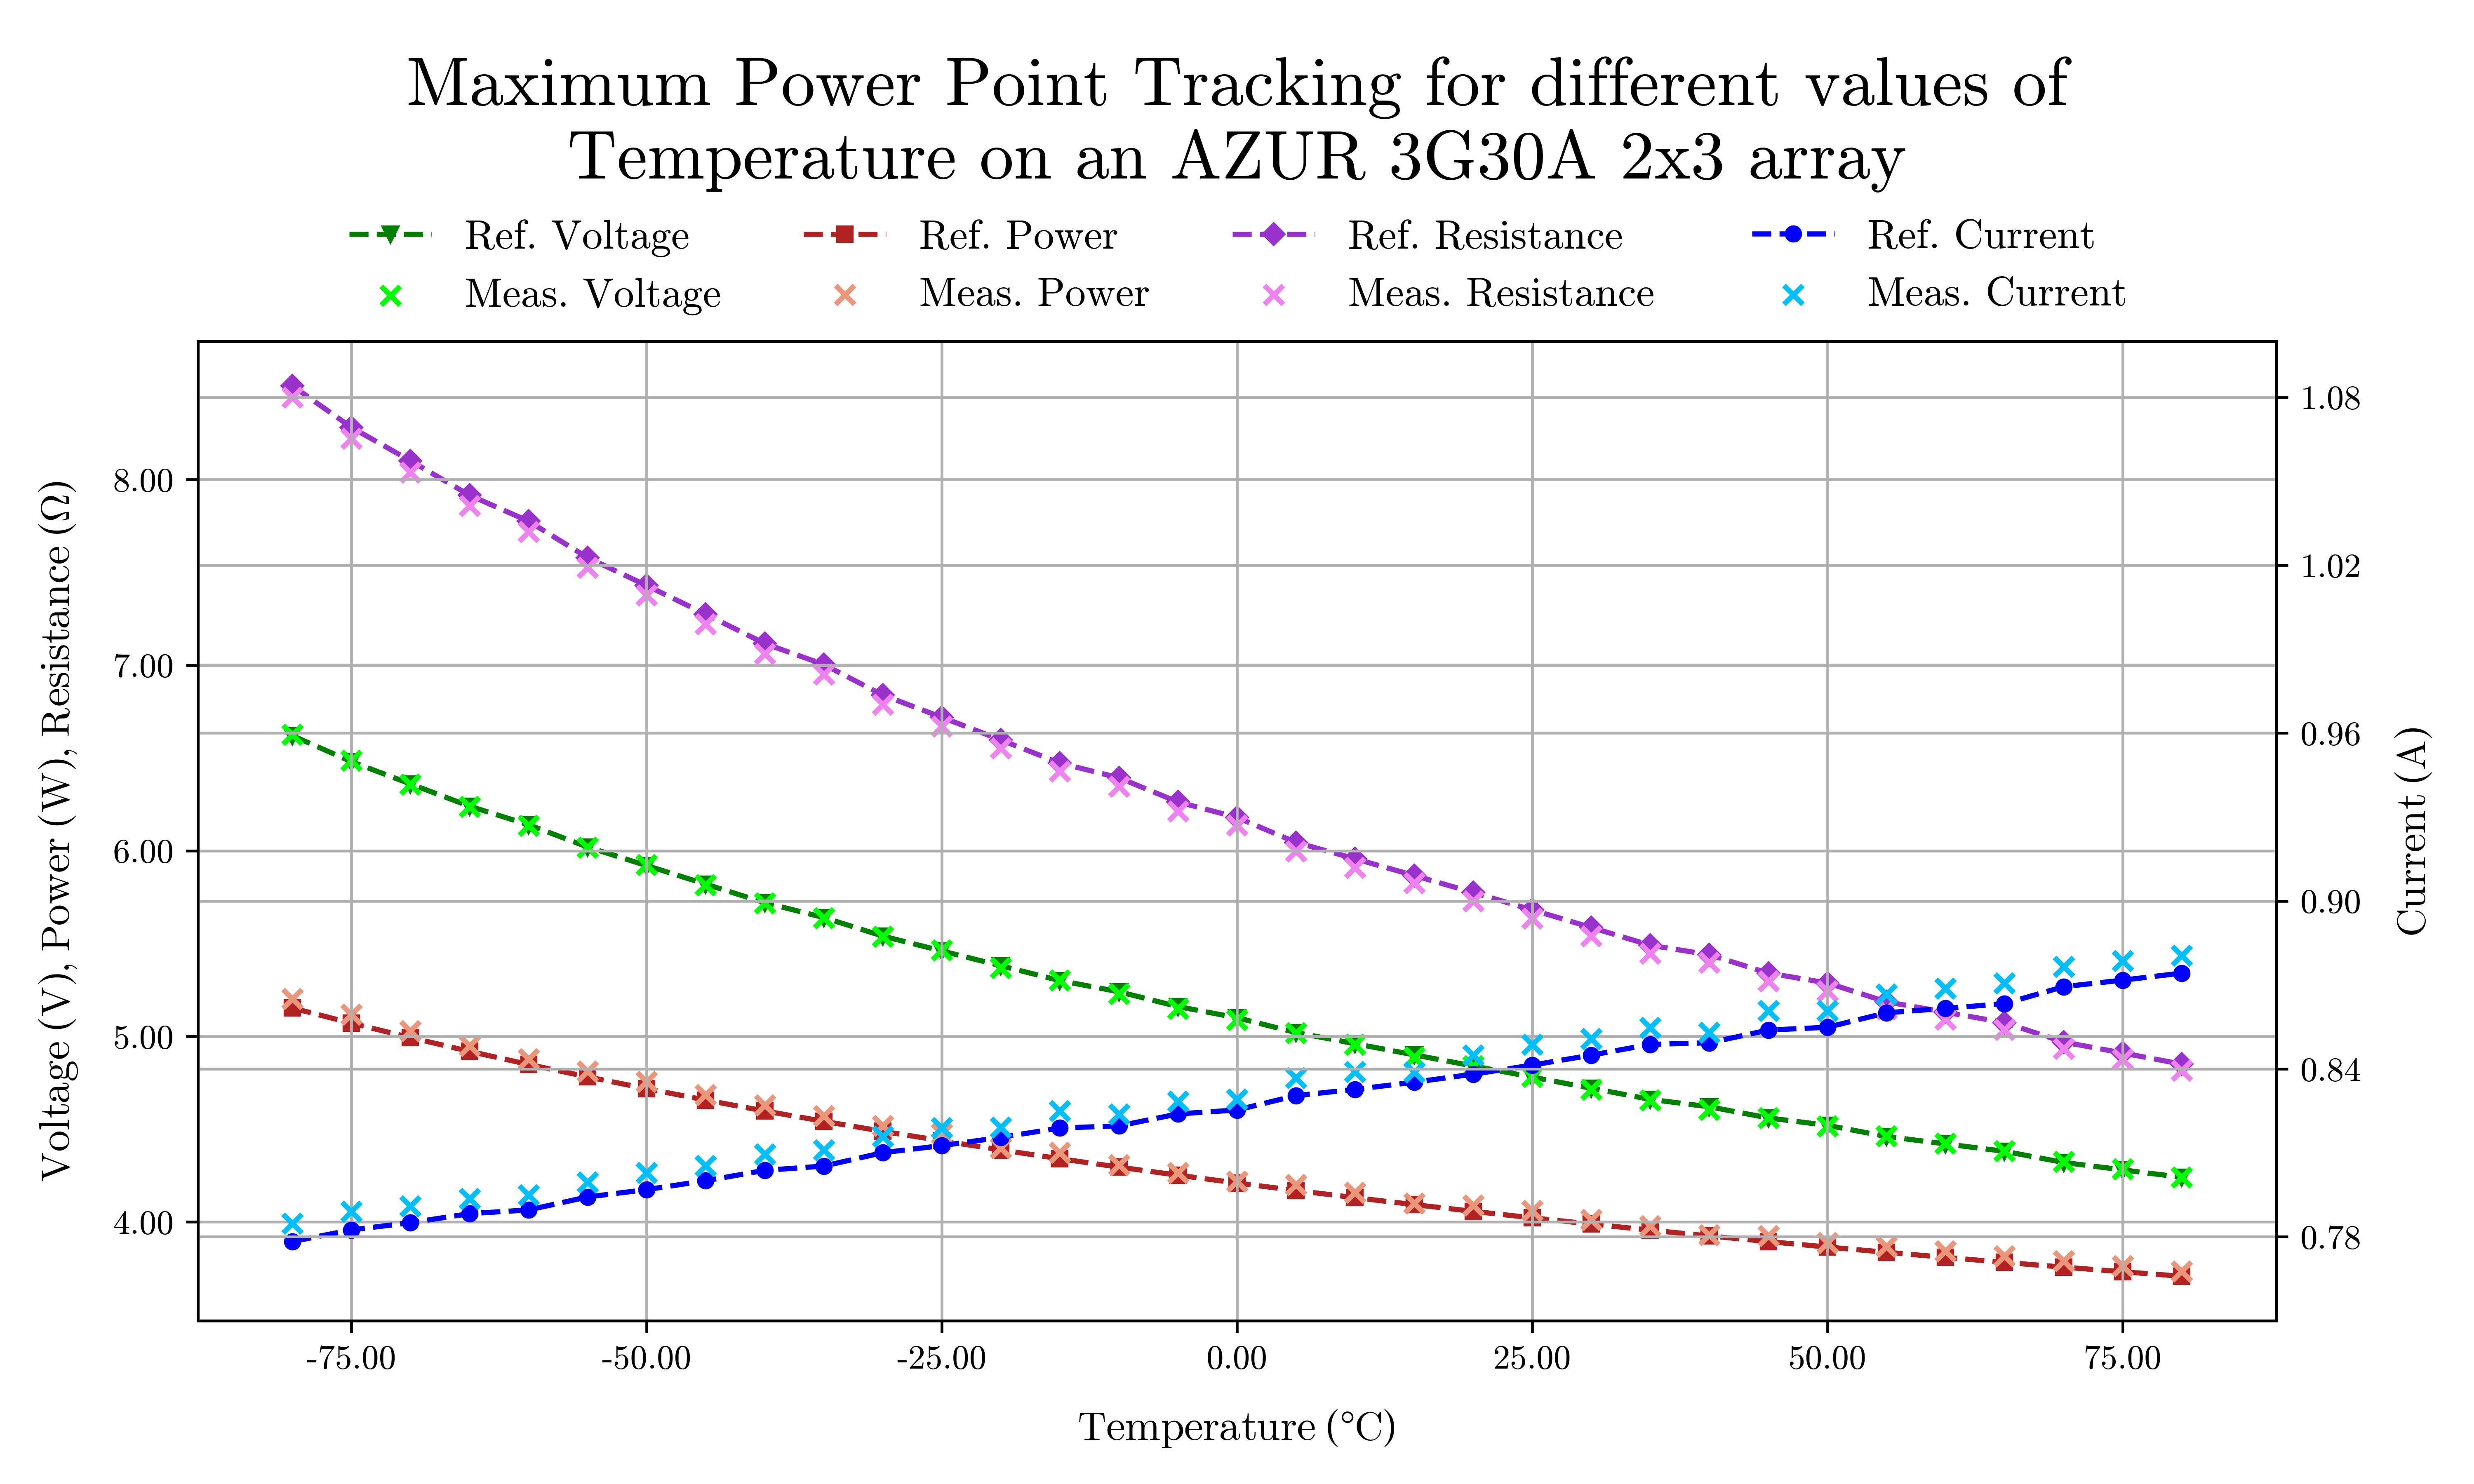 Maximum Power Point Tracking for different values of
Temperature on an AZUR 3G30A 2x3 array
Ref. Voltage Ref. Power Ref. Resistance Ref. Current
Meas. Voltage Meas. Power Meas. Resistance Meas. Current
Voltage (V), Power (W), Resistance (Ω)
8.00
7.00
6.00
5.00
4.00
1.08
1.02
0.96
0.90
0.84
0.78
Current (A)
-75.00 -50.00 -25.00 0.00 25.00 50.00 75.00
Temperature (°C)